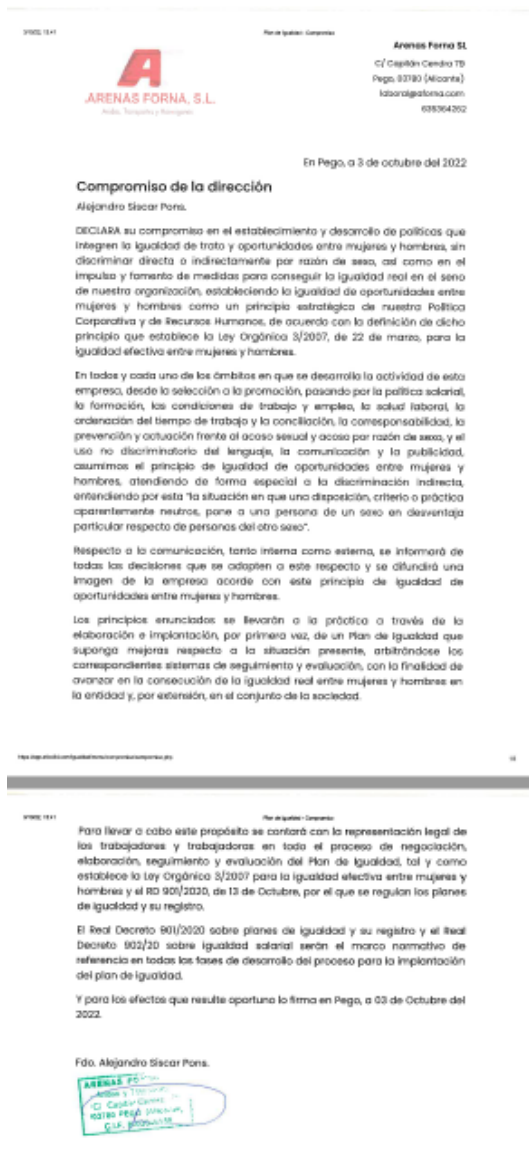 Plan de Igualdad - Compromiso
Arenas Forna SL
C/ Capitán Cendra 7B
Pego, 03780 (Alicante)
laboral@aforna.com
A
ARENAS FORNA, S.L.
En Pego, a 3 de octubre del 2022
Compromiso de la dirección
Alejandro Siscar Pons.
DECLARA su compromiso en el establecimiento y desarrollo de políticas que
integren la igualdad de trato y oportunidades entre mujeres y hombres, sin
discriminar directa o indirectamente por razón de sexo, así como en el
impulso y fomento de medidas para conseguir la igualdad real en el seno
de nuestra organización, estableciendo la igualdad de oportunidades entre
mujeres y hombres como un principio estratégico de nuestra Política
Corporativa y de Recursos Humanos, de acuerdo con la definición de dicho
principio que establece la Ley Orgánica 3/2007, de 22 de marzo, para la
igualdad efectiva entre mujeres y hombres.
En todos y cada uno de los ámbitos en que se desarrolla la actividad de esta
empresa, desde la selección a la promoción, pasando por la política salarial,
la formación, las condiciones de trabajo y empleo, la salud laboral, la
ordenación del tiempo de trabajo y la conciliación, la corresponsabilidad, la
prevención y actuación frente al acoso sexual y acoso por razón de sexo, y el
uso no discriminatorio del lenguaje, la comunicación y la publicidad,
asumimos el principio de igualdad de oportunidades entre mujeres y
hombres, atendiendo de forma especial a la discriminación indirecta,
entendiendo por esta "la situación en que una disposición, criterio o práctica
aparentemente neutros, pone a una persona de un sexo en desventaja
particular respecto de personas del otro sexo".
Respecto a la comunicación, tanto interna como externa, se informará de
todas las decisiones que se adopten a este respecto y se difundirá una
imagen de la empresa acorde con este principio de igualdad de
oportunidades entre mujeres y hombres.
Los principios enunciados se llevarán a la práctica a través de la
elaboración e implantación, por primera vez, de un Plan de Igualdad que
suponga mejoras respecto a la situación presente, arbitrándose los
correspondientes sistemas de seguimiento y evaluación, con la finalidad de
avanzar en la consecución de la igualdad real entre mujeres y hombres en
la entidad y, por extensión, en el conjunto de la sociedad.
Plan de Igualdad - Compromiso
Para llevar a cabo este propósito se contará con la representación legal de
los trabajadores y trabajadoras en todo el proceso de negociación,
elaboración, seguimiento y evaluación del Plan de Igualdad, tal y como
establece la Ley Orgánica 3/2007 para la igualdad efectiva entre mujeres y
hombres y el RD 901/2020, de 13 de Octubre, por el que se regulan los planes
de igualdad y su registro.
El Real Decreto 901/2020 sobre planes de igualdad y su registro y el Real
Decreto 902/20 sobre igualdad salarial serán el marco normativo de
referencia en todas las fases de desarrollo del proceso para la implantación
del plan de igualdad.
Y para los efectos que resulte oportuno lo firma en Pego, a 03 de Octubre del
2022.
Fdo. Alejandro Siscar Pons.
ARENAS
03780 PEGO
C.I.F.